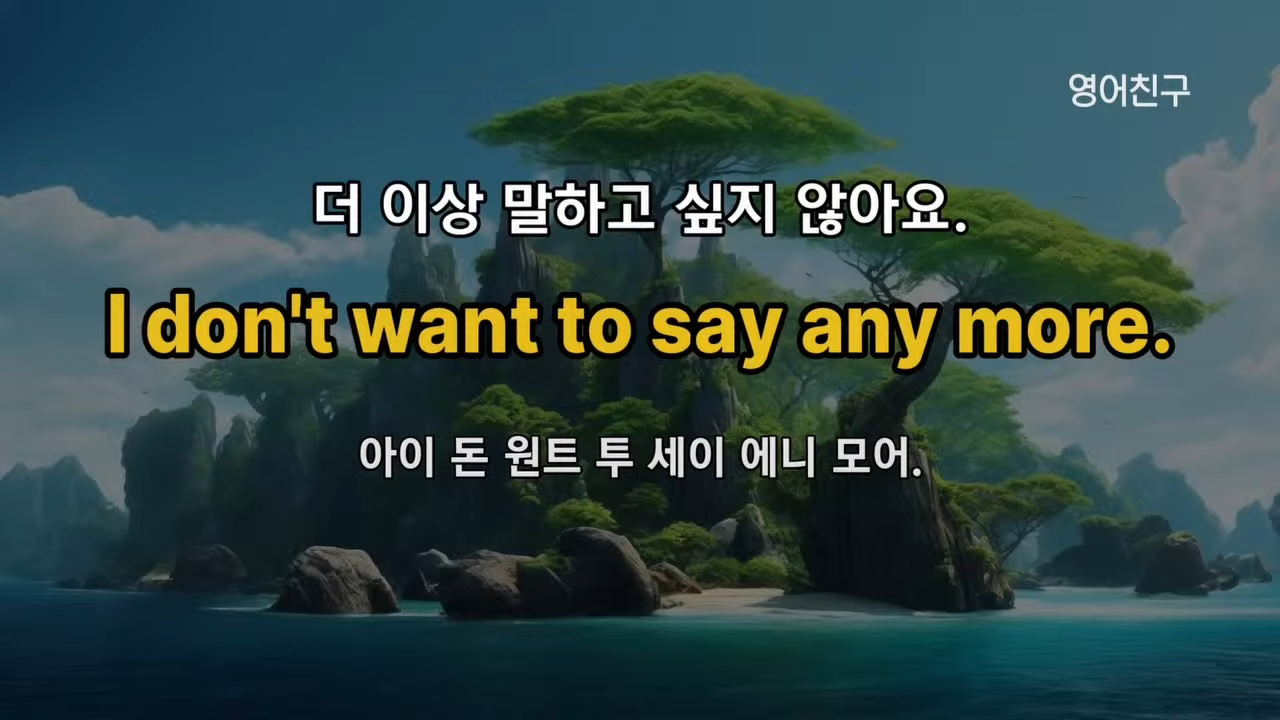 영어친구
더 이상 말하고 싶지 않아요.
I don't want to say any more.
아이 돈 원트 투 세이 에니 모어.